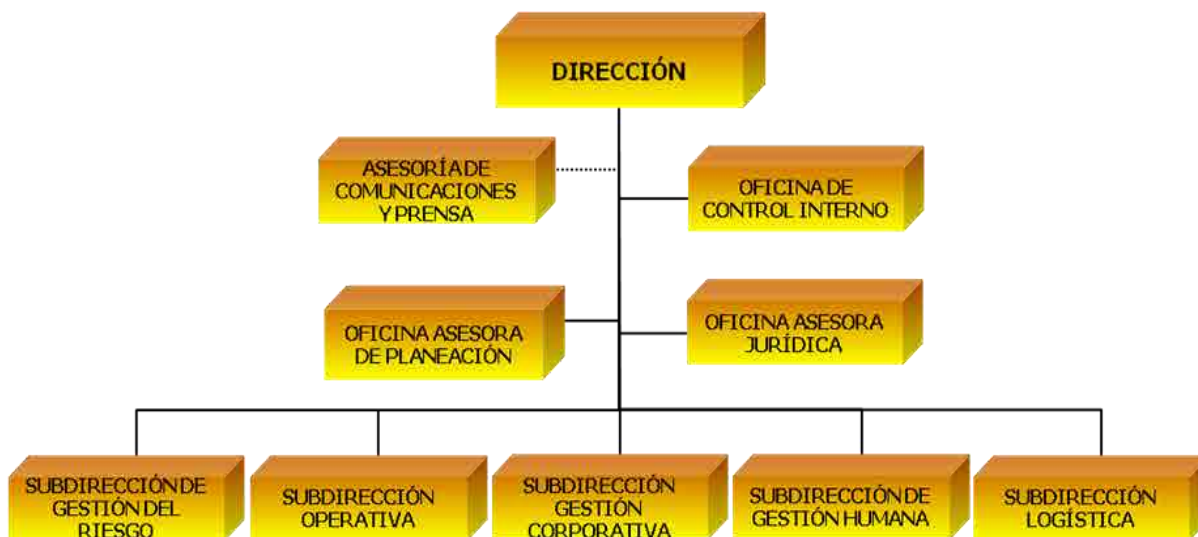 DIRECCIÓN
ASESORÍA DE
COMUNICACIONES
Y PRENSA
OFICINA DE
CONTROL INTERNO
OFICINA ASESORA
DE PLANEACIÓN
OFICINA ASESORA
JURÍDICA
SUBDIRECCIÓN DE
GESTIÓN DEL
RIESGO
SUBDIRECCIÓN
OPERATIVA
SUBDIRECCIÓN
GESTIÓN
CORPORATIVA
SUBDIRECCIÓN DE
GESTIÓN HUMANA
SUBDIRECCIÓN
LOGÍSTICA